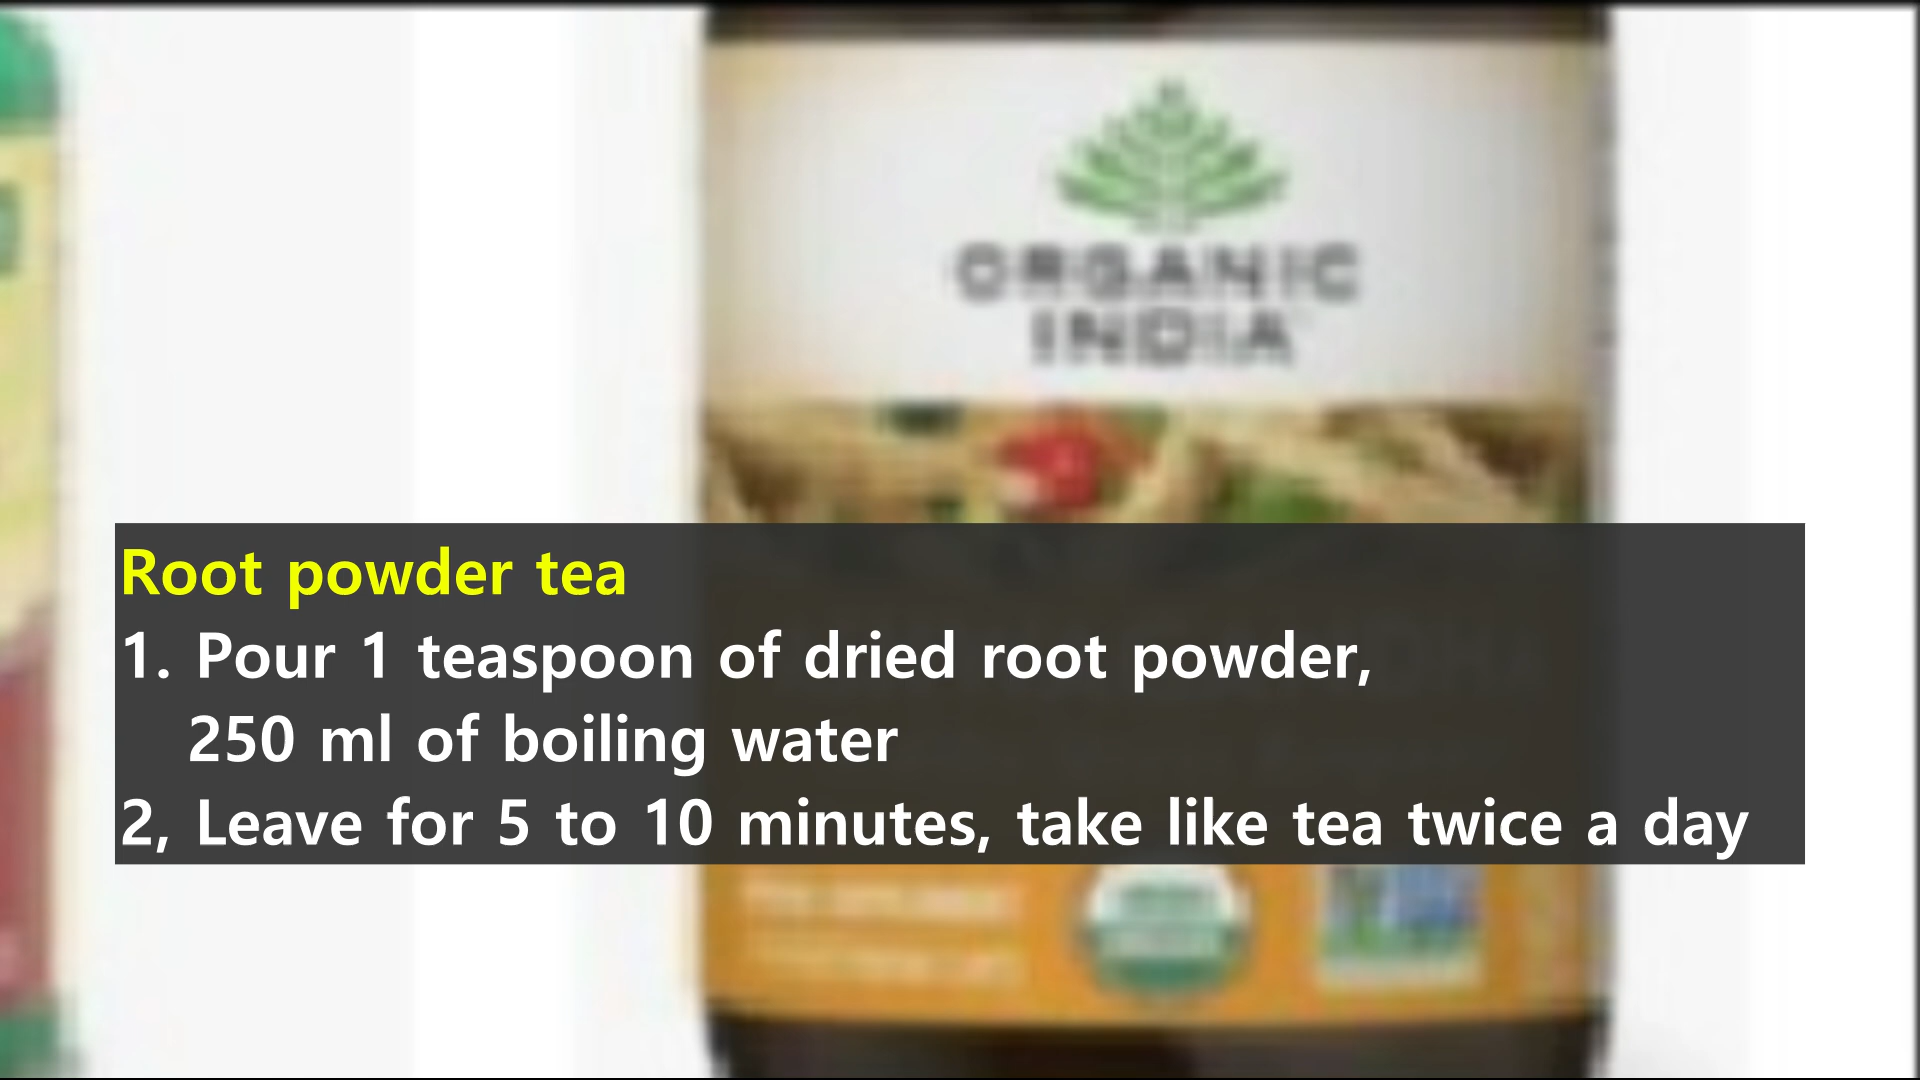 ORGANIC
INDIA
Root powder tea
1. Pour 1 teaspoon of dried root powder,
250 ml of boiling water
2, Leave for 5 to 10 minutes, take like tea twice a day